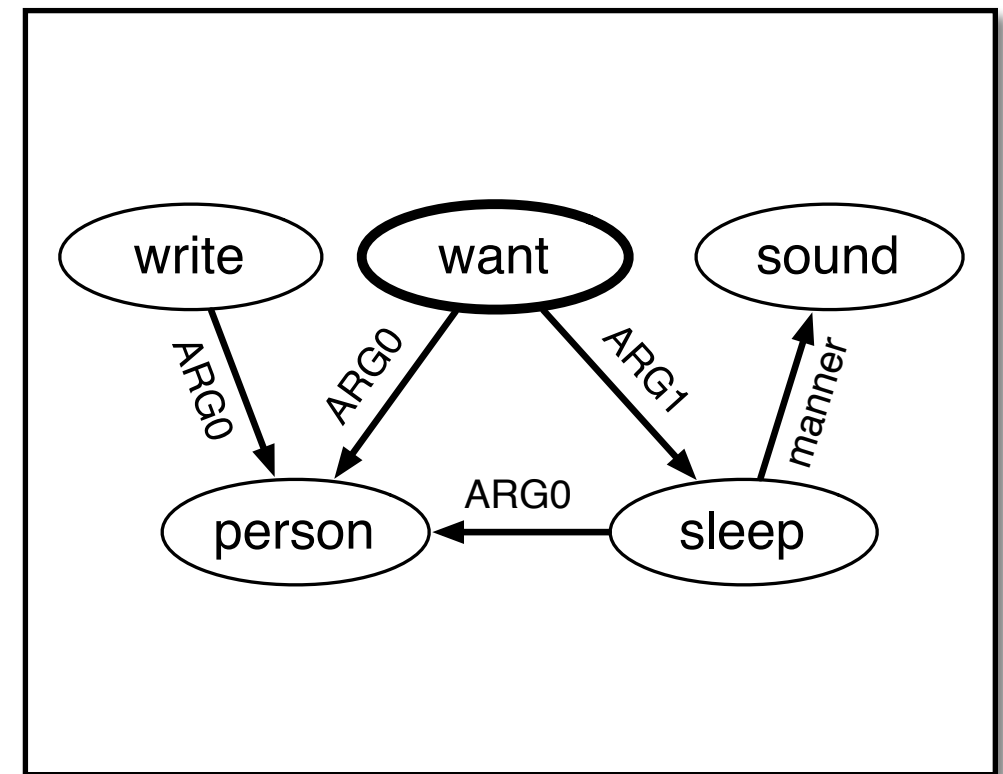 write
want
sound
ARG0
ARG0
ARG1
manner
ARG0
person
sleep